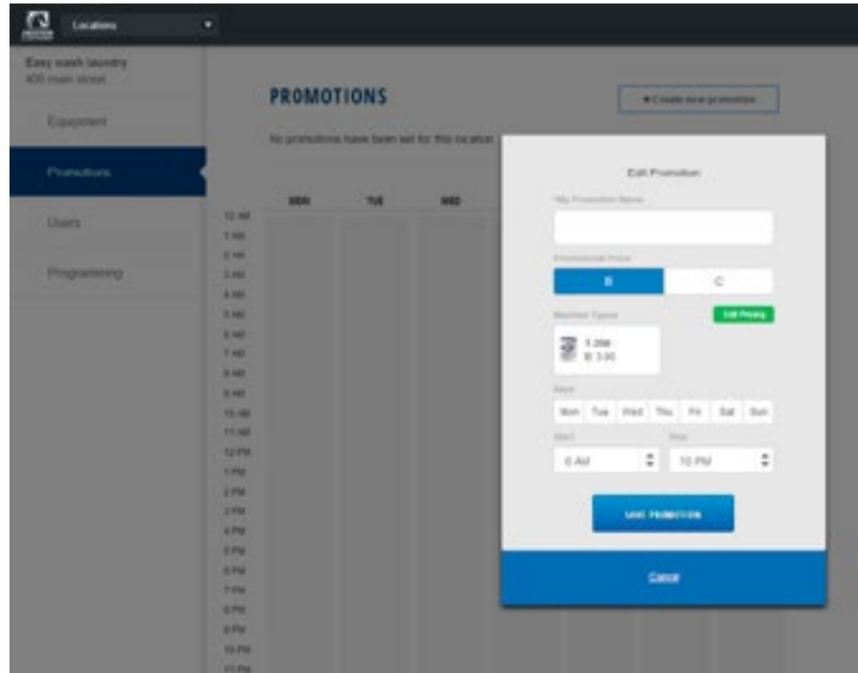 Locations
Easy wash laundry
400 main street
Equipment
Promotions
Users
Programming
PROMOTIONS
+ Create new promotion
No promotions have been set for this location
MON TUE WED
12 AM
1 AM
2 AM
3 AM
4 AM
5 AM
6 AM
7 AM
8 AM
9 AM
10 AM
11 AM
12 PM
1 PM
2 PM
3 PM
4 PM
5 PM
6 PM
7 PM
8 PM
9 PM
10 PM
11 PM
Edit Promotion
*My Promotion Name
Promotional Price
B C
Machine Types
Edit Pricing
Days
Mon Tue Wed Thu Fri Sat Sun
Start
6 AM 10 PM
SAVE PROMOTION
Cancel